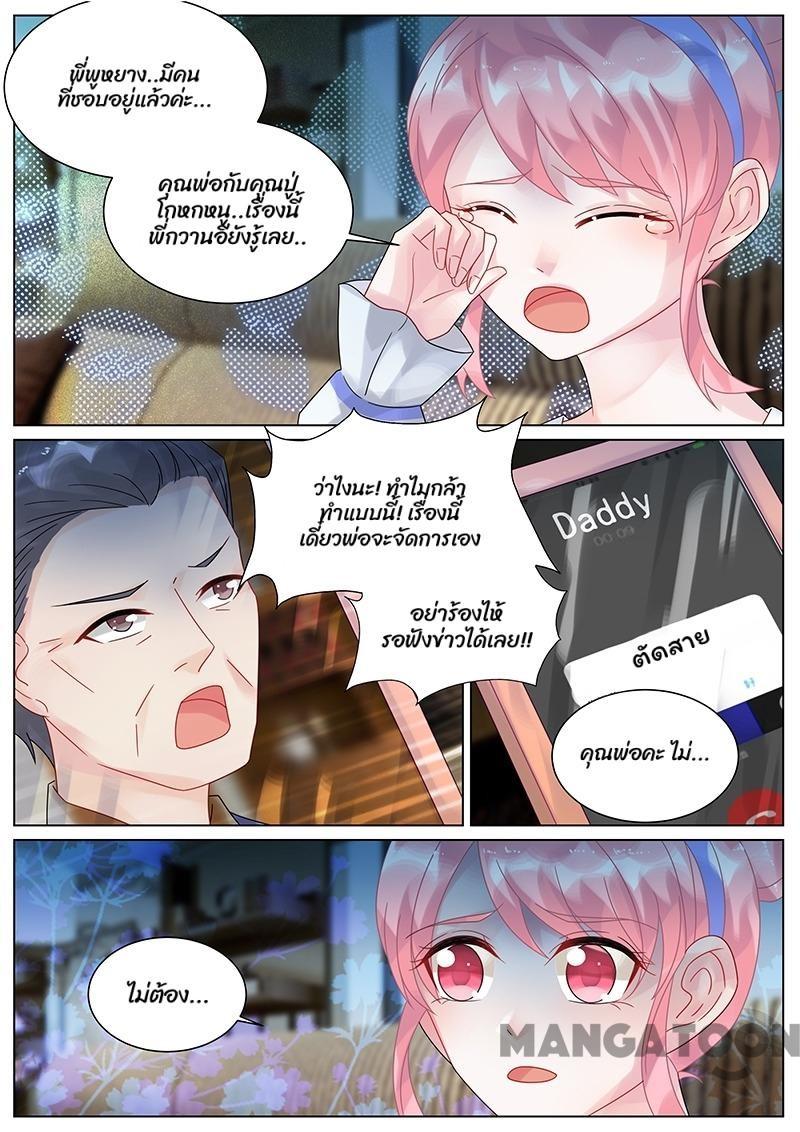 พี่พูหยาง..มีคน
ที่ชอบอยู่แล้วค่ะ...
คุณพ่อกับคุณปู่
โกหกหนู..เรื่องนี้
พี่กวานอียังรู้เลย..
ว่าไงนะ! ทำไมกล้า
ทำแบบนี้! เรื่องนี้
เดี๋ยวพ่อจะจัดการเอง
อย่าร้องไห้
รอฟังข่าวได้เลย!!
Daddy
00:09
ตัดสาย
คุณพ่อคะ ไม่...
ไม่ต้อง...
MANGATOON